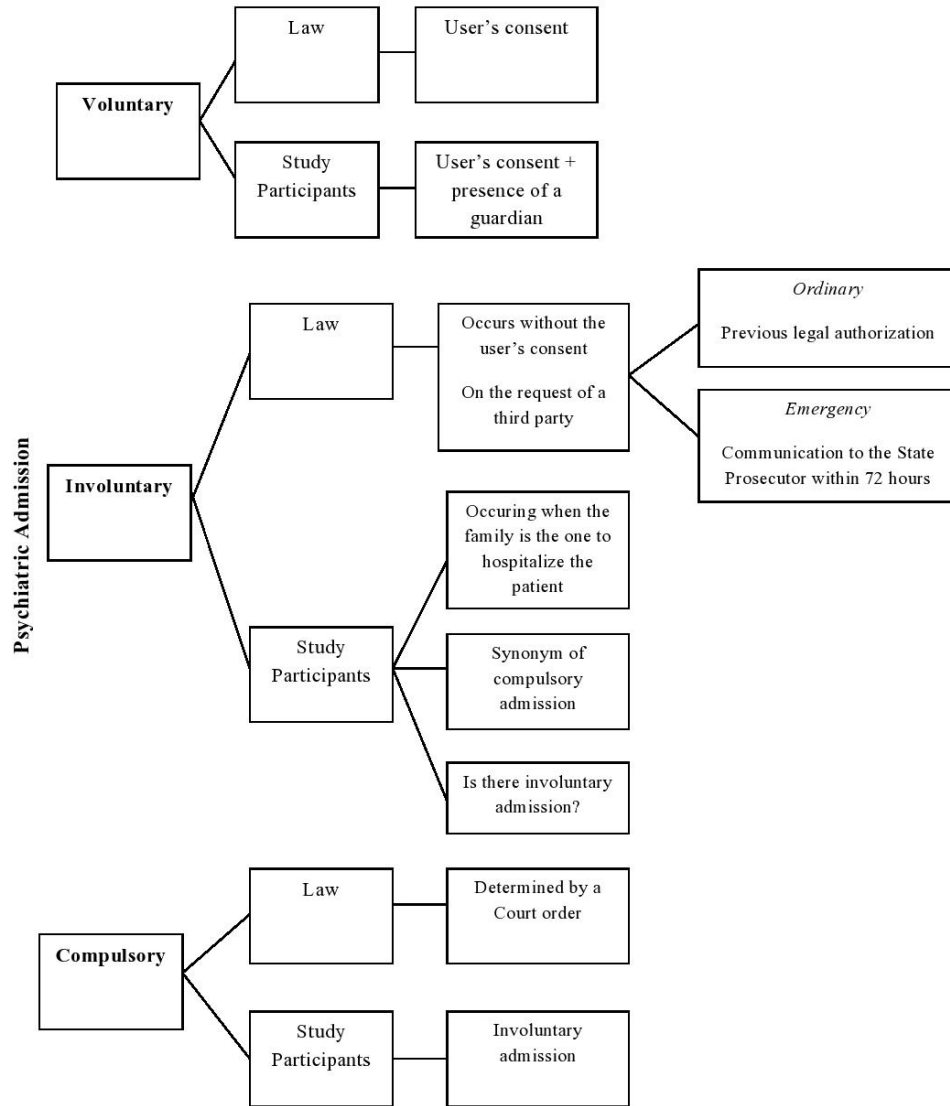 Psychiatric Admission
Voluntary
Law
User's consent
Study
Participants
User's consent +
presence of a
guardian
Involuntary
Law
Occurs without the
user's consent
On the request of a
third party
Ordinary
Previous legal authorization
Emergency
Communication to the State
Prosecutor within 72 hours
Study
Participants
Occuring when the
family is the one to
hospitalize the
patient
Synonym of
compulsory
admission
Is there involuntary
admission?
Compulsory
Law
Determined by a
Court order
Study
Participants
Involuntary
admission